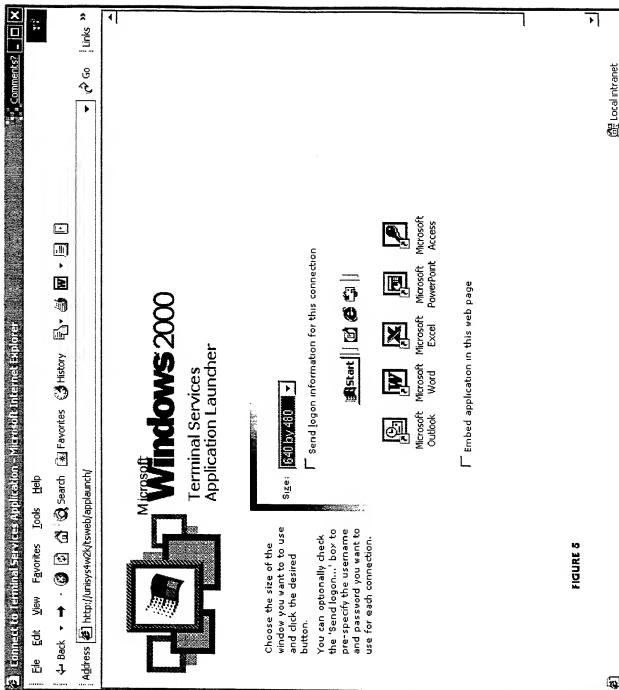 Connect to Terminal Services Application - Microsoft Internet Explorer
Comments?
File Edit View Favorites Tools Help
Back Search Favorites History
Address http://unisys4w2k/tsweb/applaunch/ Go Links »
Microsoft
Windows 2000
Terminal Services
Application Launcher
Choose the size of the
window you want to to use
and click the desired
button.
You can optionally check
the 'Send logon...' box to
pre-specify the username
and password you want to
use for each connection.
Size: 640 by 480
Send logon information for this connection
Start
Microsoft Outlook
Microsoft Word
Microsoft Excel
Microsoft PowerPoint
Microsoft Access
Embed application in this web page
FIGURE 5
Local intranet